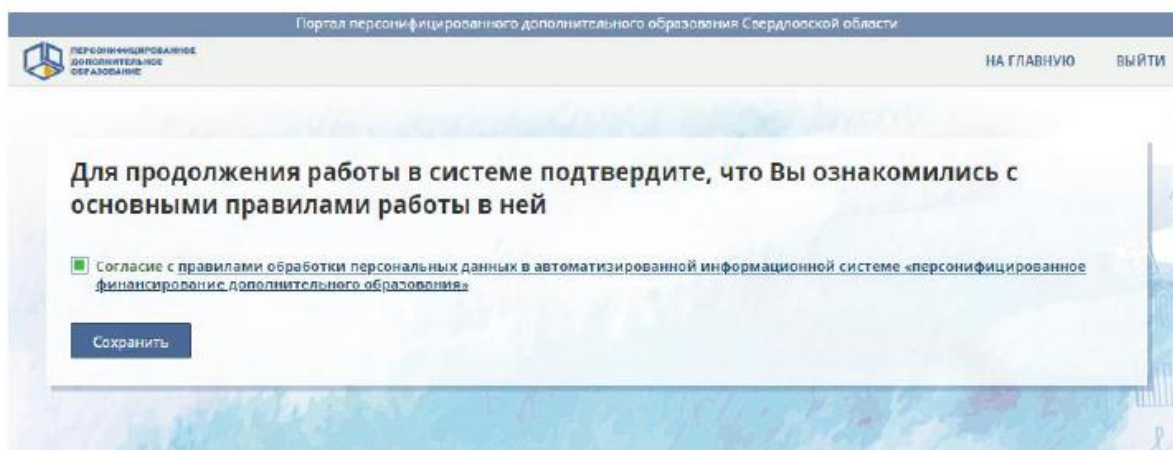 Портал персонифицированного дополнительного образования Свердловской области
ПЕРСОНИФИЦИРОВАННОЕ
ДОПОЛНИТЕЛЬНОЕ
ОБРАЗОВАНИЕ
НА ГЛАВНУЮ ВЫЙТИ
Для продолжения работы в системе подтвердите, что Вы ознакомились с
основными правилами работы в ней
Согласие с правилами обработки персональных данных в автоматизированной информационной системе «персонифицированное
финансирование дополнительного образования»
Сохранить